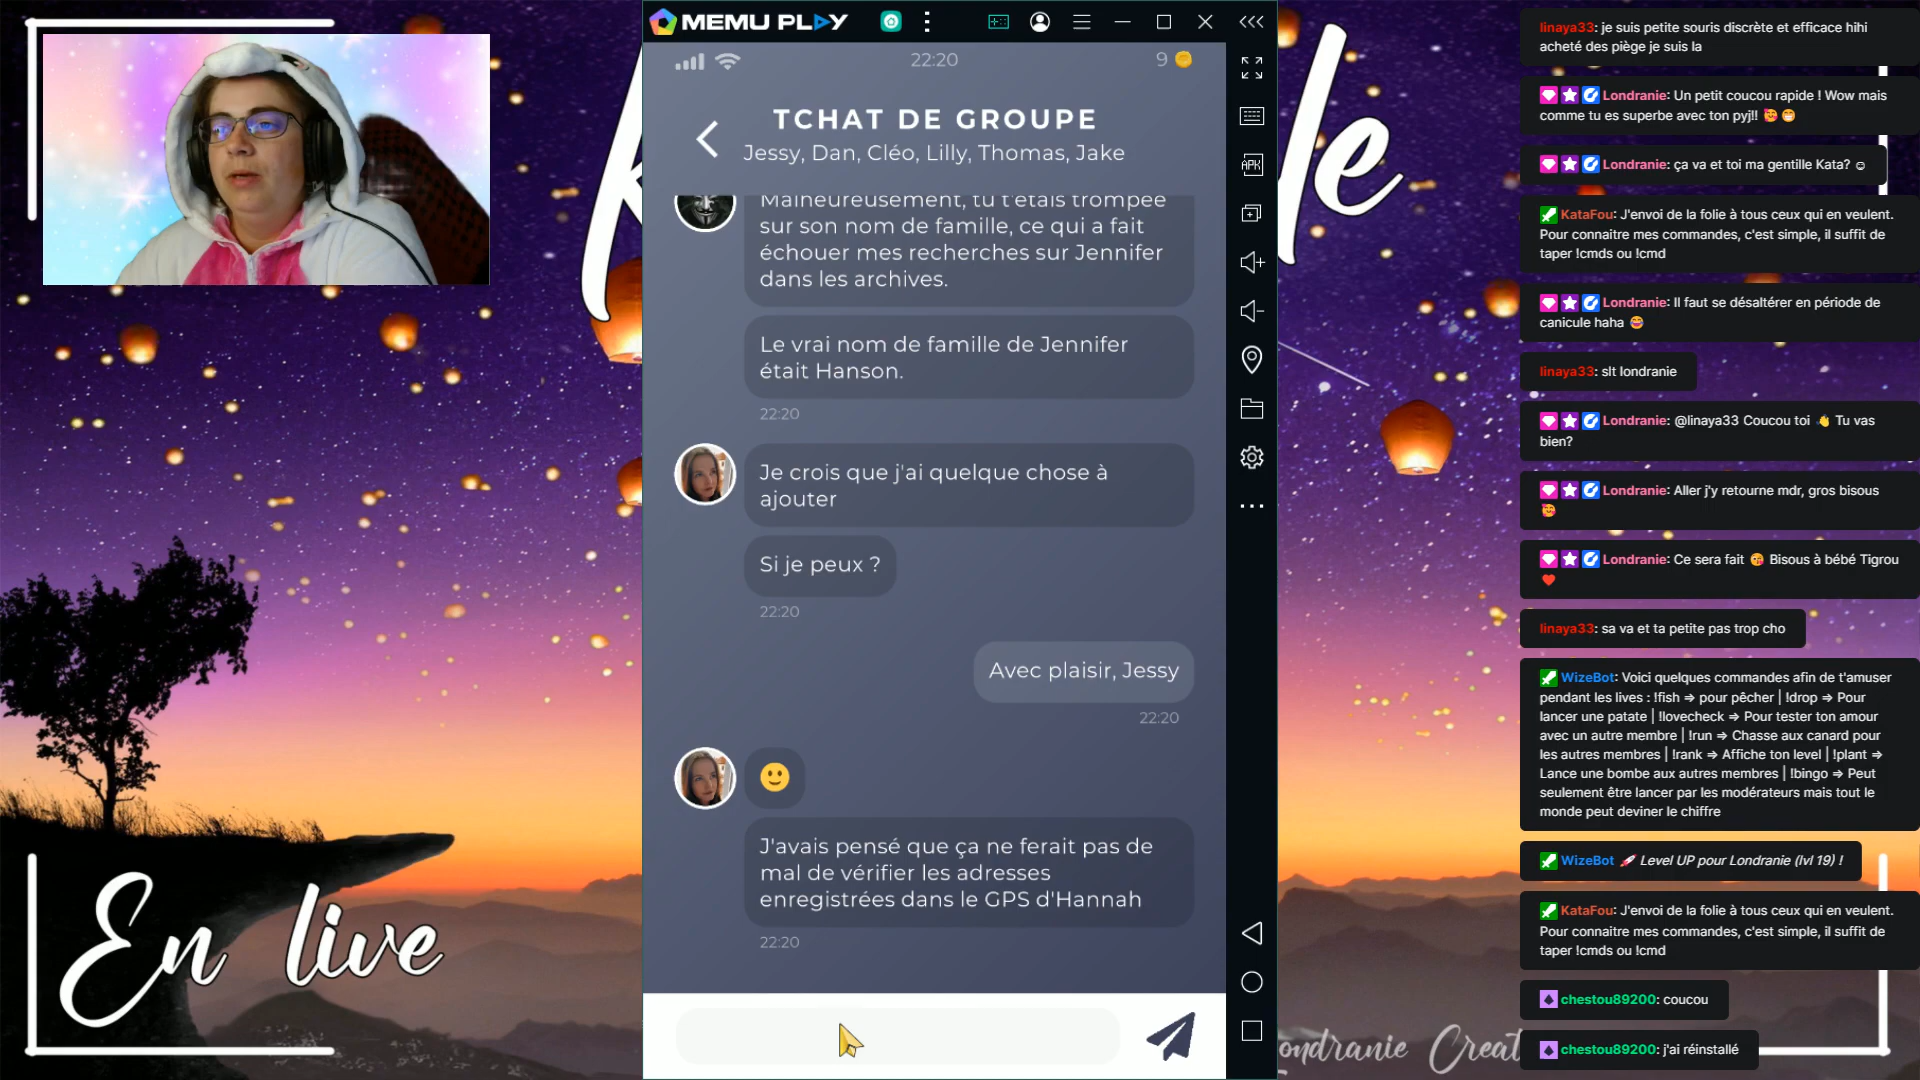 MEMU PLAY
22:20
9
TCHAT DE GROUPE
Jessy, Dan, Cléo, Lilly, Thomas, Jake
Malheureusement, tu t'étais trompée
sur son nom de famille, ce qui a fait
échouer mes recherches sur Jennifer
dans les archives.
Le vrai nom de famille de Jennifer
était Hanson.
22:20
Je crois que j'ai quelque chose à
ajouter
Si je peux ?
22:20
Avec plaisir, Jessy
22:20
J'avais pensé que ça ne ferait pas de
mal de vérifier les adresses
enregistrées dans le GPS d'Hannah
22:20
APK
En live
linaya33: je suis petite souris discrète et efficace hihi
acheté des piège je suis la
Londranie: Un petit coucou rapide ! Wow mais
comme tu es superbe avec ton pyj!!
Londranie: ça va et toi ma gentille Kata?
KataFou: J'envoi de la folie à tous ceux qui en veulent.
Pour connaitre mes commandes, c'est simple, il suffit de
taper !cmds ou !cmd
Londranie: Il faut se désaltérer en période de
canicule haha
linaya33: slt londranie
Londranie: @linaya33 Coucou toi 👋 Tu vas
bien?
Londranie: Aller j'y retourne mdr, gros bisous
Londranie: Ce sera fait 😘 Bisous à bébé Tigrou
❤️
linaya33: sa va et ta petite pas trop cho
WizeBot: Voici quelques commandes afin de t'amuser
pendant les lives : !fish => pour pêcher | !drop => Pour
lancer une patate | !lovecheck => Pour tester ton amour
avec un autre membre | !run => Chasse aux canard pour
les autres membres | !rank => Affiche ton level | !plant =>
Lance une bombe aux autres membres | !bingo => Peut
seulement être lancer par les modérateurs mais tout le
monde peut deviner le chiffre
WizeBot 🚀 Level UP pour Londranie (lvl 19) !
KataFou: J'envoi de la folie à tous ceux qui en veulent.
Pour connaitre mes commandes, c'est simple, il suffit de
taper !cmds ou !cmd
chestou89200: coucou
chestou89200: j'ai réinstallé